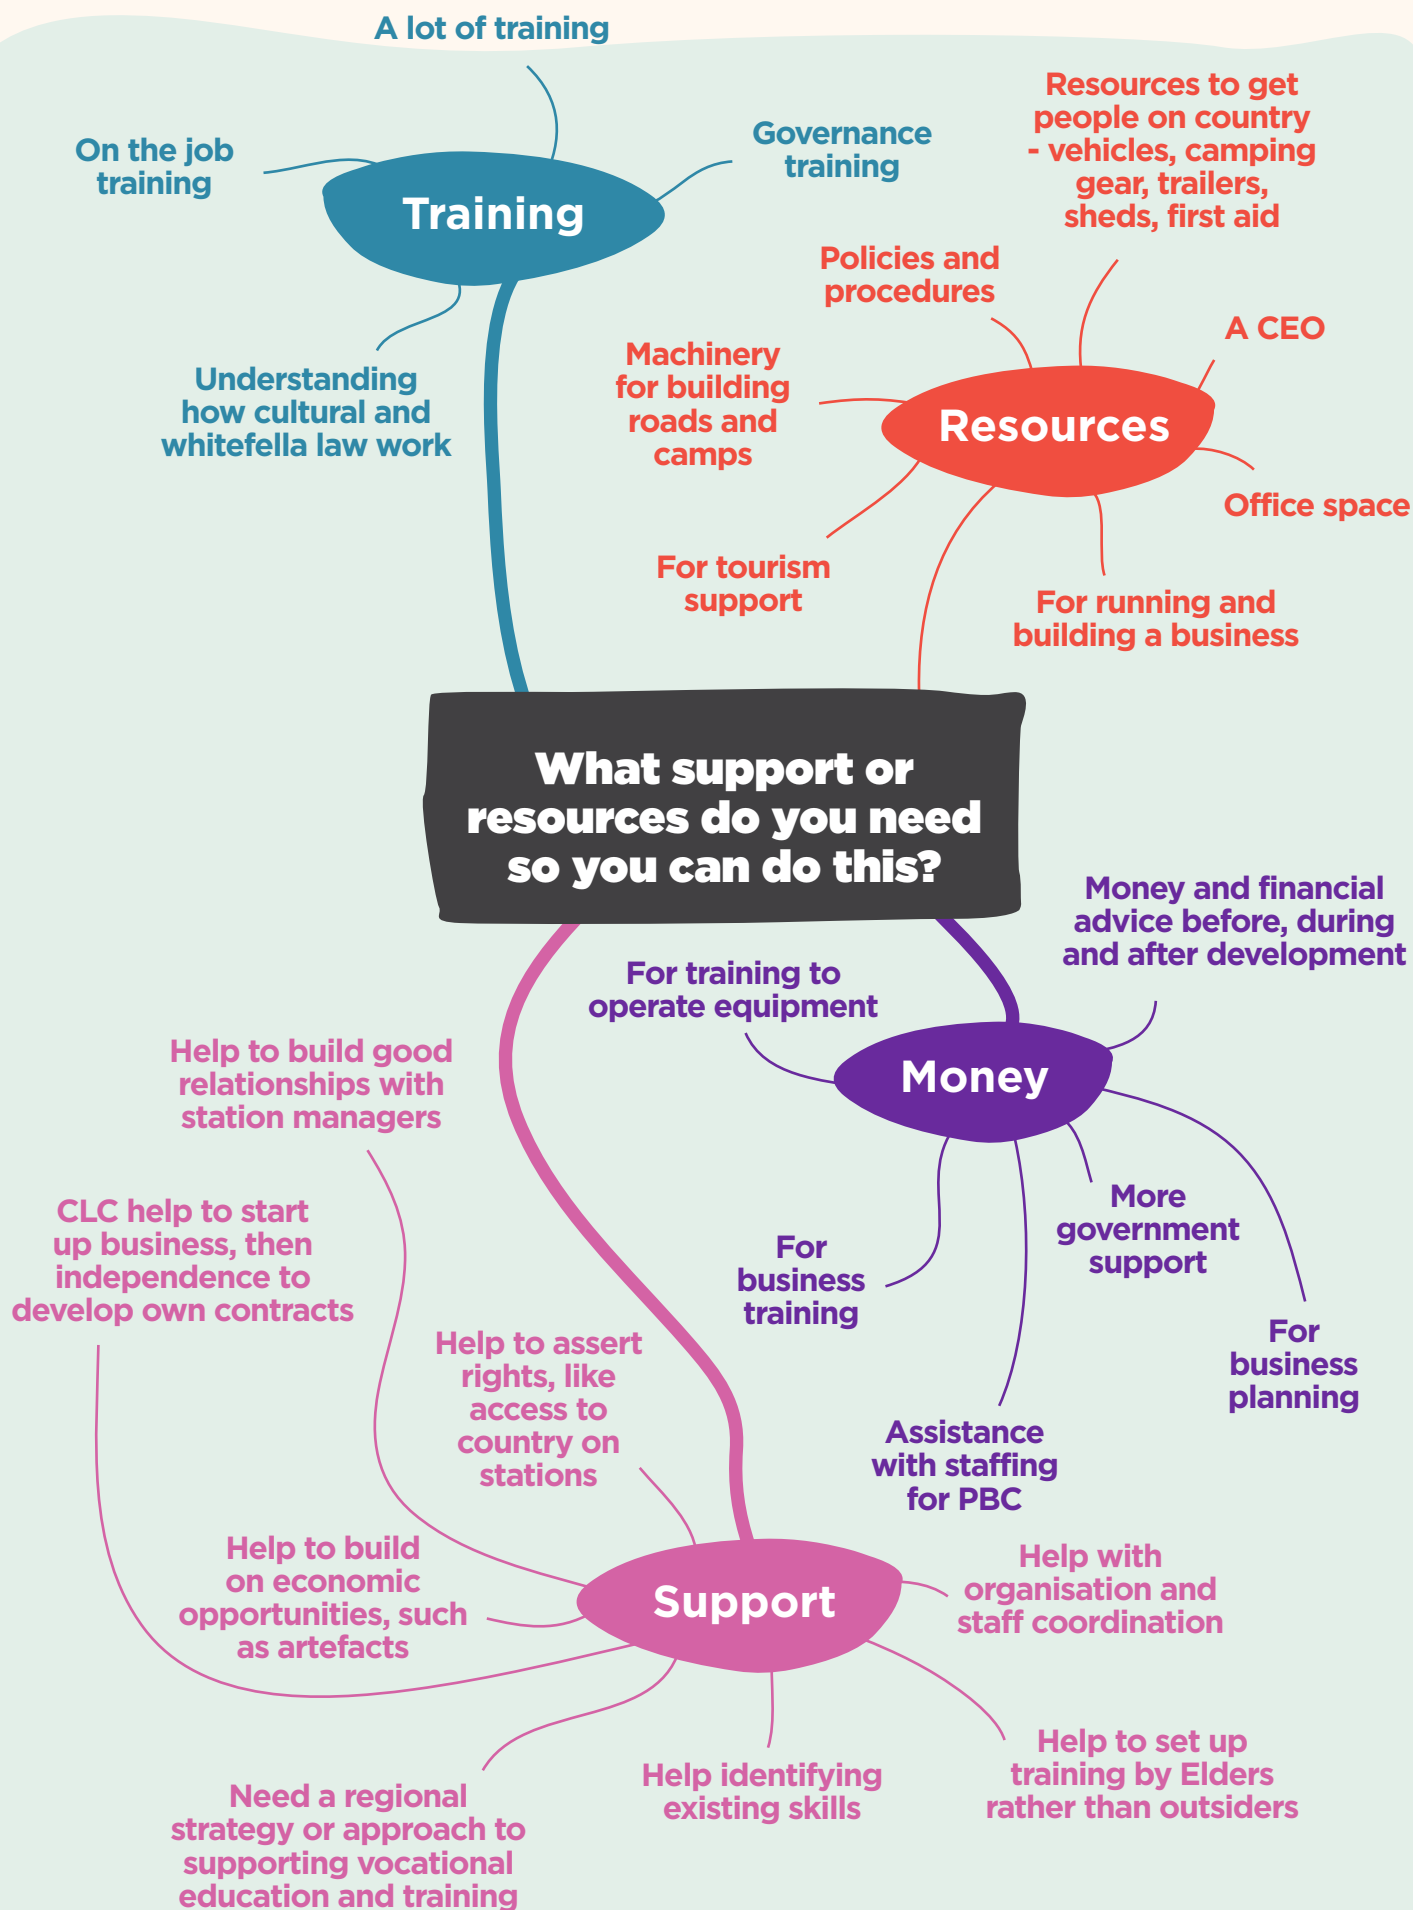 A lot of training
On the job
training
Governance
training
Training
Understanding
how cultural and
whitefella law work
Resources to get
people on country
- vehicles, camping
gear, trailers,
sheds, first aid
Policies and
procedures
A CEO
Machinery
for building
roads and
camps
Resources
Office space
For tourism
support
For running and
building a business
What support or
resources do you need
so you can do this?
Money and financial
advice before, during
and after development
For training to
operate equipment
Money
More
government
support
For
business
training
For
business
planning
Assistance
with staffing
for PBC
Help to build good
relationships with
station managers
CLC help to start
up business, then
independence to
develop own contracts
Help to assert
rights, like
access to
country on
stations
Help to build
on economic
opportunities, such
as artefacts
Support
Help with
organisation and
staff coordination
Help to set up
training by Elders
rather than outsiders
Help identifying
existing skills
Need a regional
strategy or approach to
supporting vocational
education and training